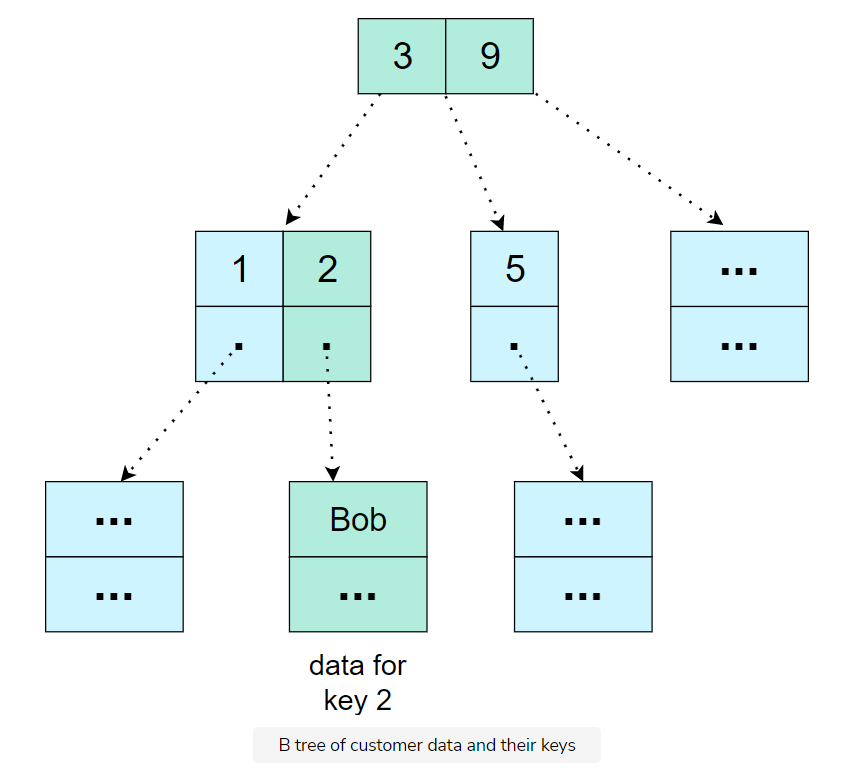 3 9
1 2 5 ...
. . .  ...
... Bob ...
... ... ...
data for
key 2
B tree of customer data and their keys